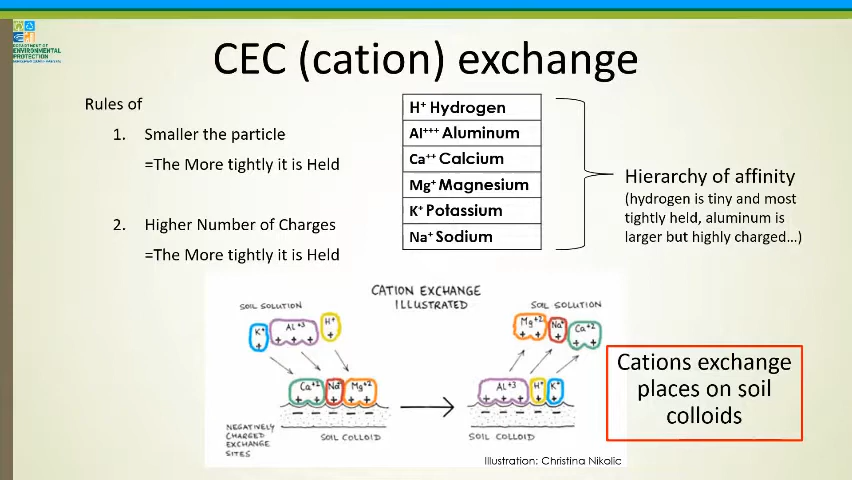 DEPARTMENT OF
ENVIRONMENTAL
PROTECTION
CEC (cation) exchange
Rules of
1. Smaller the particle
=The More tightly it is Held
2. Higher Number of Charges
=The More tightly it is Held
H+ Hydrogen
Al+++ Aluminum
Ca++ Calcium
Mg+ Magnesium
K+ Potassium
Na+ Sodium
Hierarchy of affinity
(hydrogen is tiny and most
tightly held, aluminum is
larger but highly charged...)
CATION EXCHANGE
ILLUSTRATED
SOIL SOLUTION
K+
Al+3
H+
+
+ + +
+
Ca+2
Na+
Mg+2
+ +
+
+ +
NEGATIVELY
CHARGED
EXCHANGE
SITES
SOIL COLLOID
SOIL SOLUTION
Mg+2
Na+
Ca+2
+ +
+
+ +
Al+3
H+
K+
+ + +
+
+
SOIL COLLOID
Illustration: Christina Nikolic
Cations exchange
places on soil
colloids